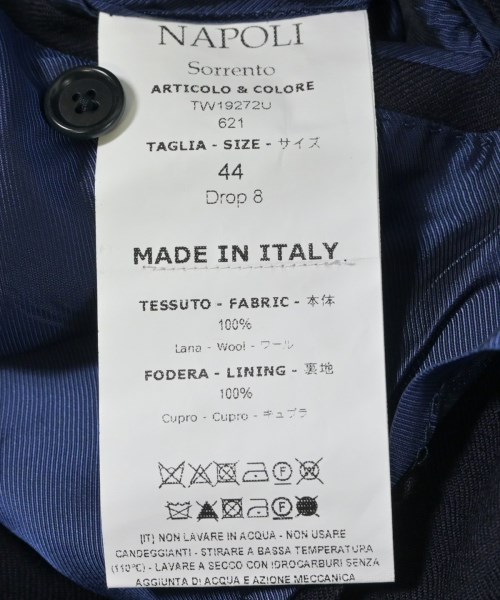 NAPOLI
Sorrento
ARTICOLO & COLORE
TW19272U
621
TAGLIA - SIZE - サイズ
44
Drop 8
MADE IN ITALY
TESSUTO - FABRIC - 本体
100%
Lana - Wool - ウール
FODERA - LINING - 裏地
100%
Cupro - Cupro - キュプラ
[IT] NON LAVARE IN ACQUA - NON USARE
CANDEGGIANTI - STIRARE A BASSA TEMPERATURA
(110°C) - LAVARE A SECCO CON IDROCARBURI SENZA
AGGIUNTA DI ACQUA E AZIONE MECCANICA